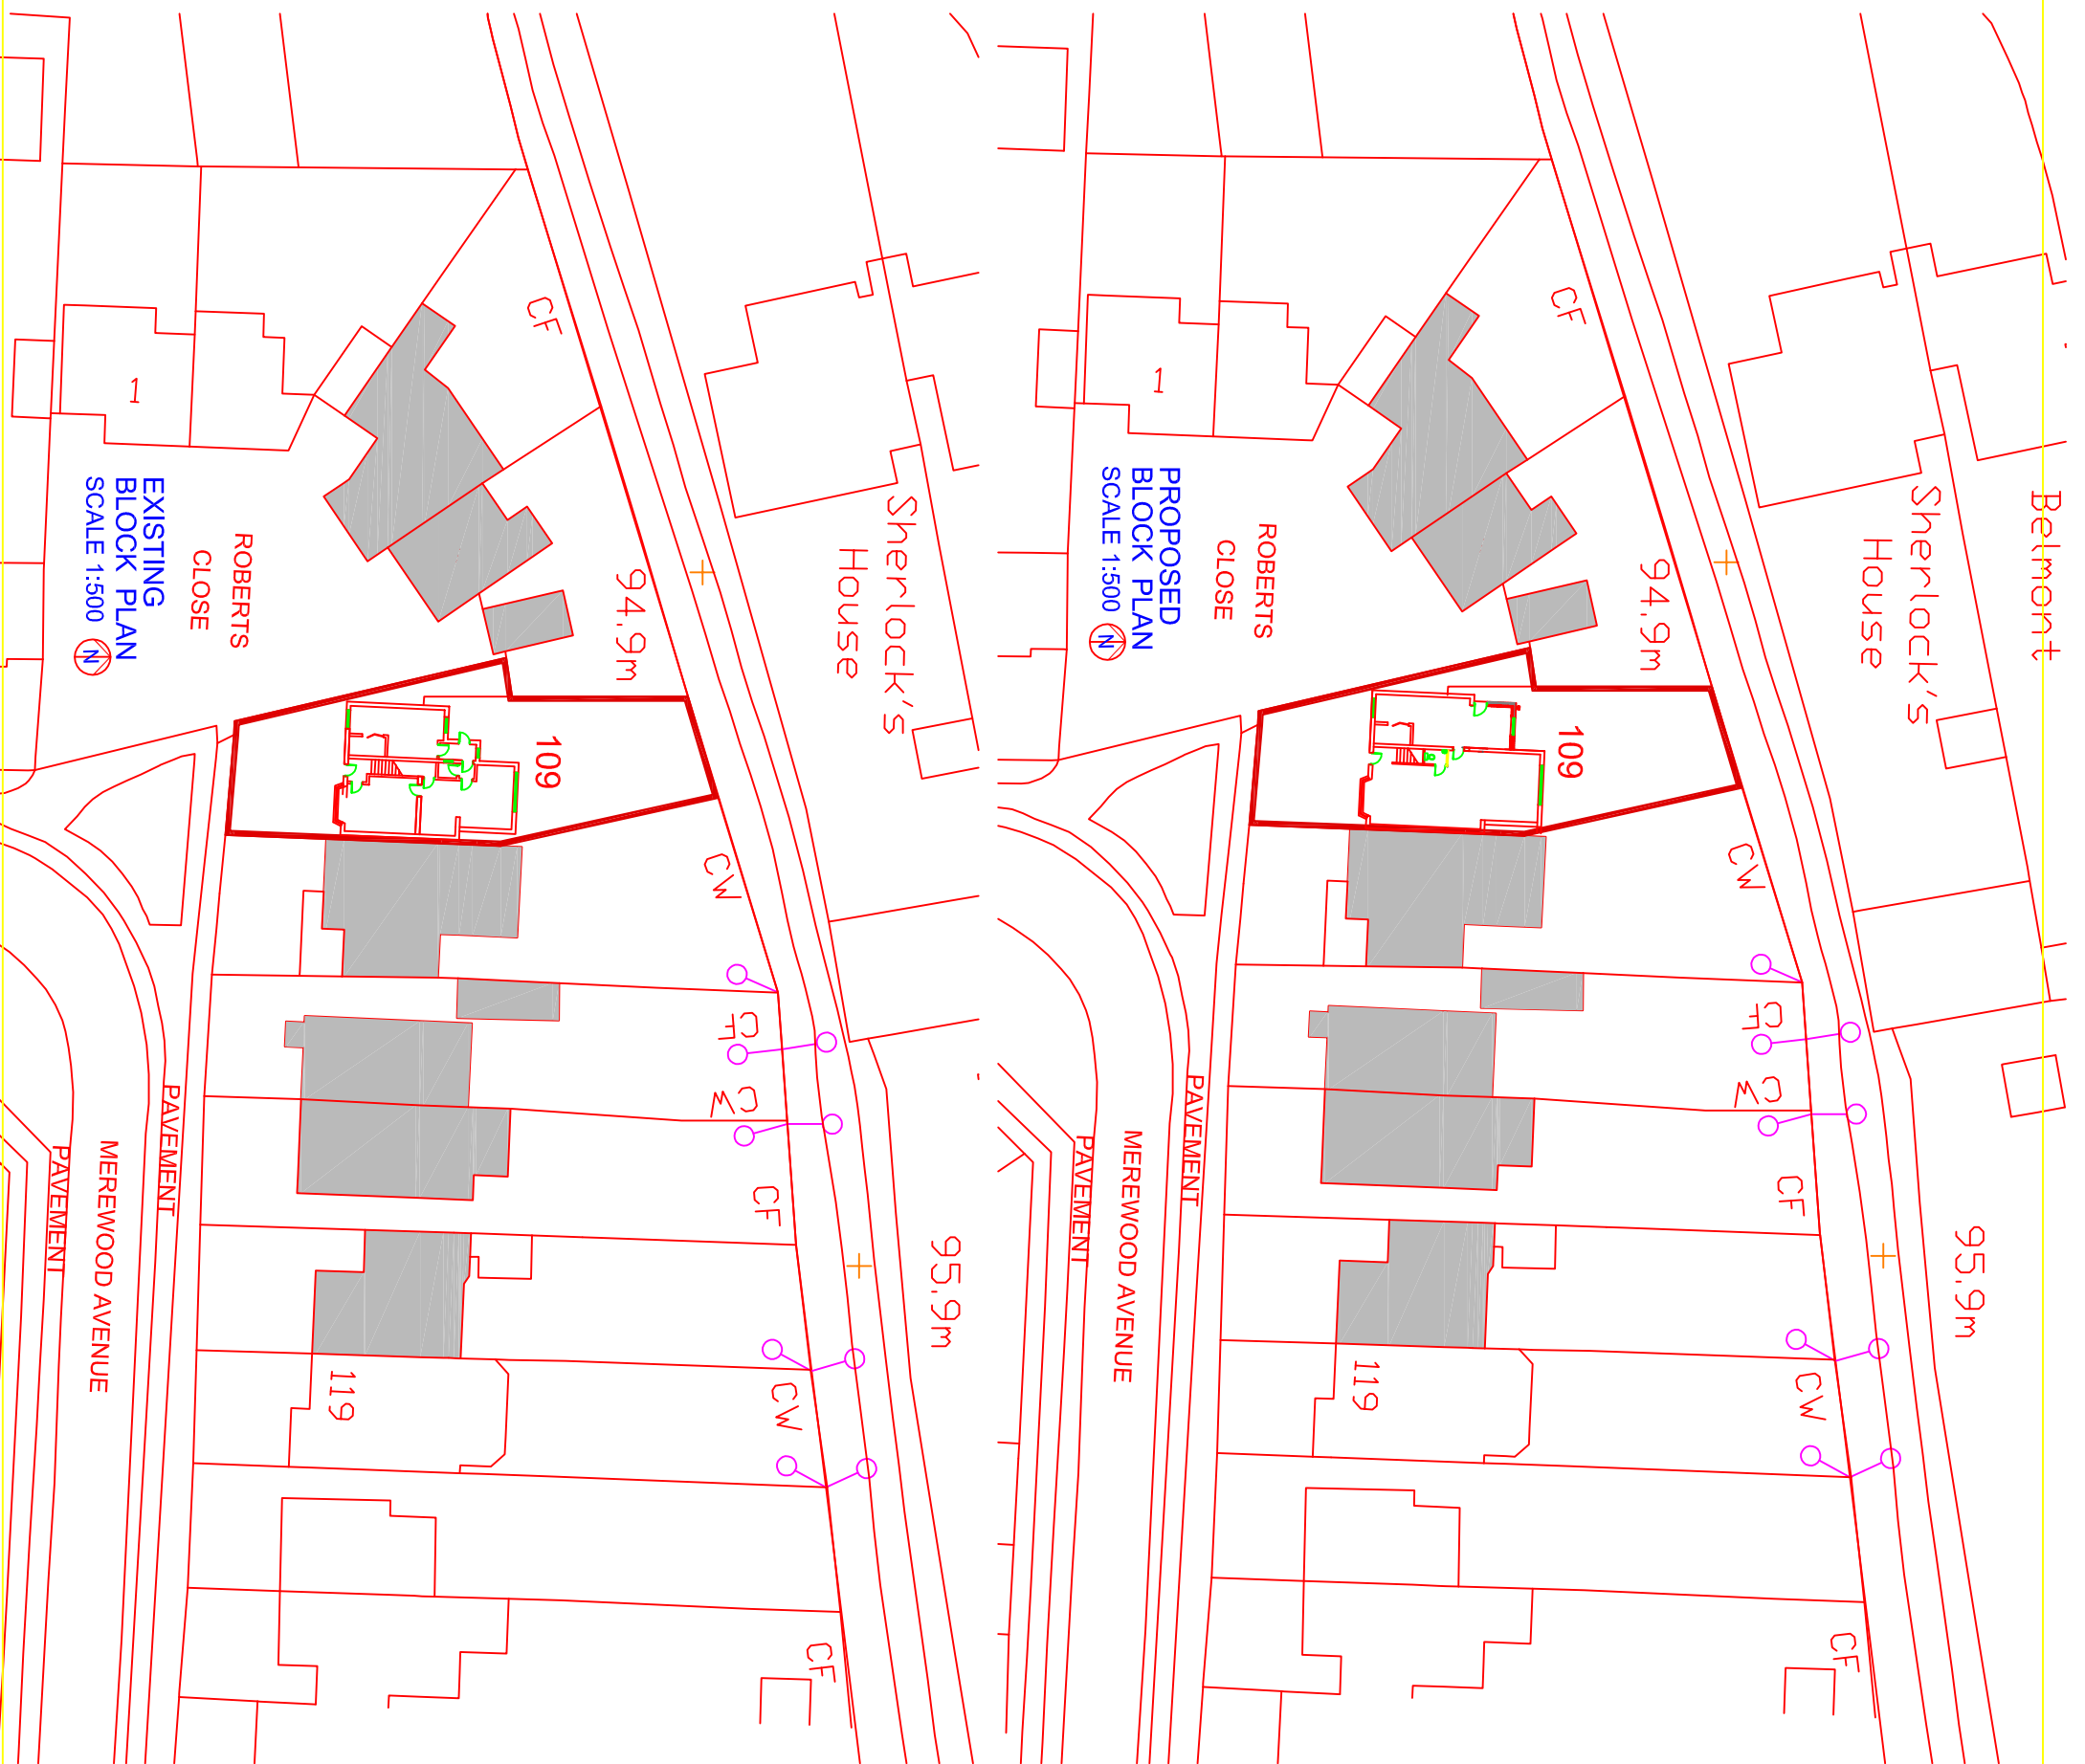 EXISTING
BLOCK PLAN
SCALE 1:500
N
ROBERTS
CLOSE
1
CF
94.9m
Sherlock's
House
109
CW
CF
CW
CF
95.9m
CW
119
CF
PAVEMENT
MEREWOOD AVENUE
PAVEMENT
PROPOSED
BLOCK PLAN
SCALE 1:500
N
ROBERTS
CLOSE
1
CF
94.9m
Sherlock's
House
Belmont
109
CW
CF
CW
CF
95.9m
CW
119
CF
PAVEMENT
MEREWOOD AVENUE
PAVEMENT